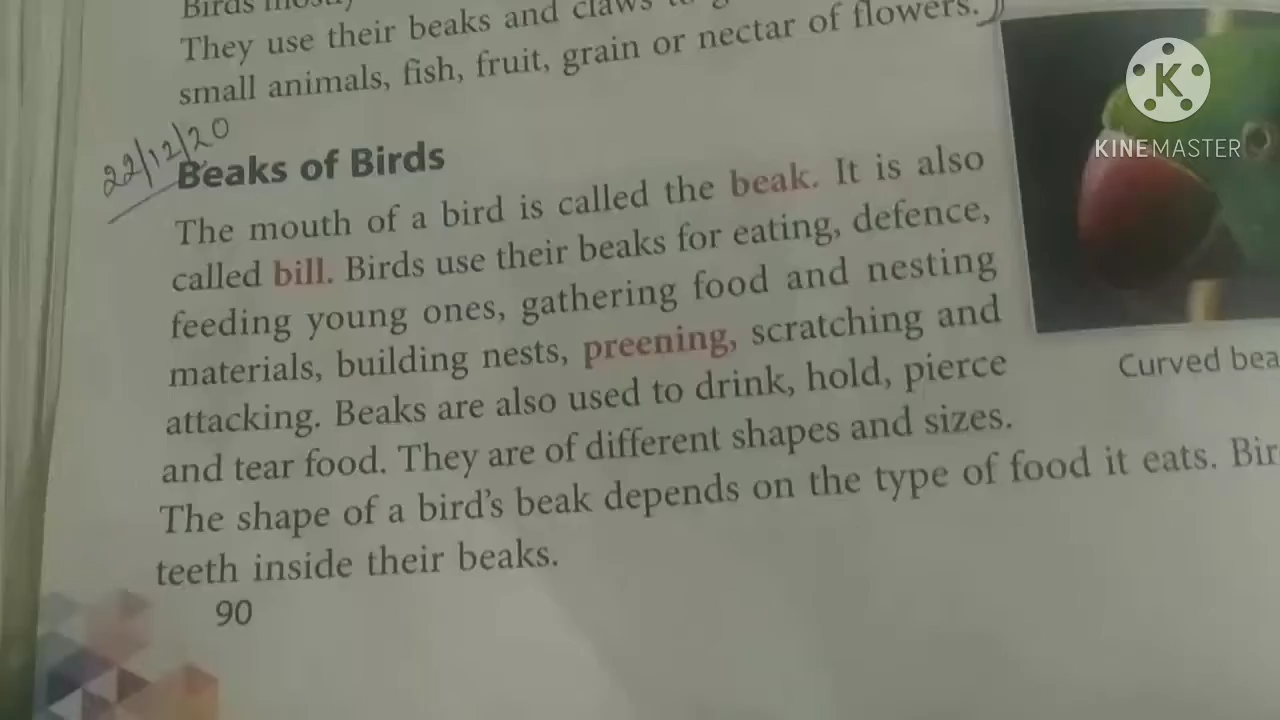 Birds
They use their beaks and claws to
small animals, fish, fruit, grain or nectar of flowers.
22/12/20
Beaks of Birds
The mouth of a bird is called the beak. It is also
called bill. Birds use their beaks for eating, defence,
feeding young ones, gathering food and nesting
materials, building nests, preening, scratching and
attacking. Beaks are also used to drink, hold, pierce
and tear food. They are of different shapes and sizes.
The shape of a bird's beak depends on the type of food it eats. Bir
teeth inside their beaks.
90
K
KINEMASTER
Curved bea